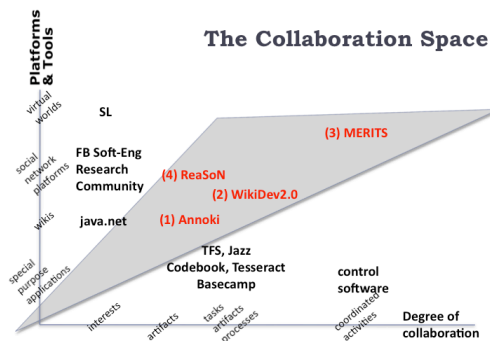 The Collaboration Space
Platforms
& Tools
virtual
worlds
SL
(3) MERITS
social
network
platforms
FB Soft-Eng
Research
Community
(4) ReaSoN
(2) WikiDev2.0
wikis
java.net
(1) Annoki
special
purpose
applications
TFS, Jazz
Codebook, Tesseract
Basecamp
control
software
interests
artifacts
tasks
artifacts
processes
coordinated
activities
Degree of
collaboration